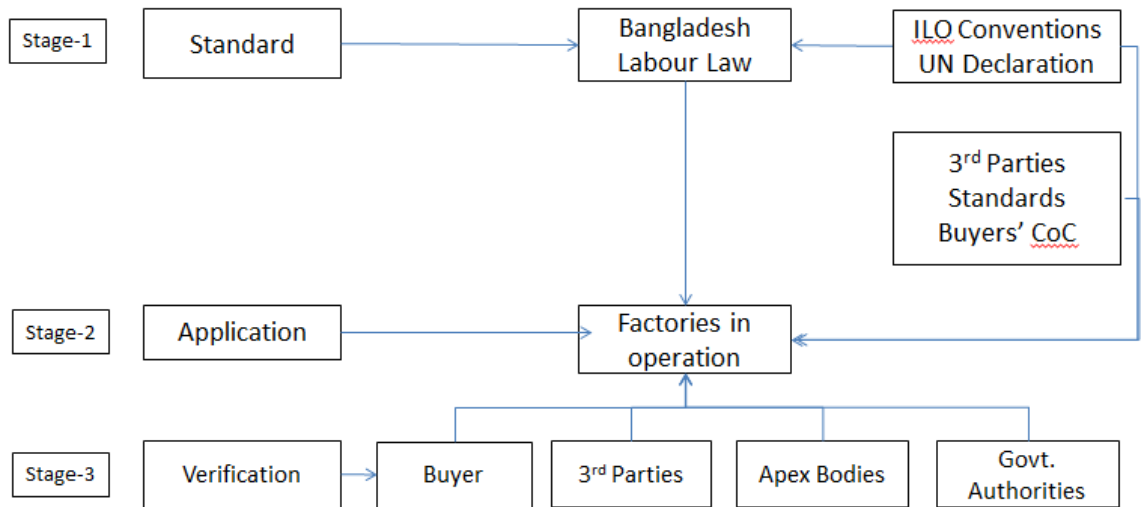 Stage-1
Standard
Bangladesh
Labour Law
ILO Conventions
UN Declaration
3rd Parties
Standards
Buyers’ CoC
Stage-2
Application
Factories in
operation
Stage-3
Verification
Buyer
3rd Parties
Apex Bodies
Govt.
Authorities